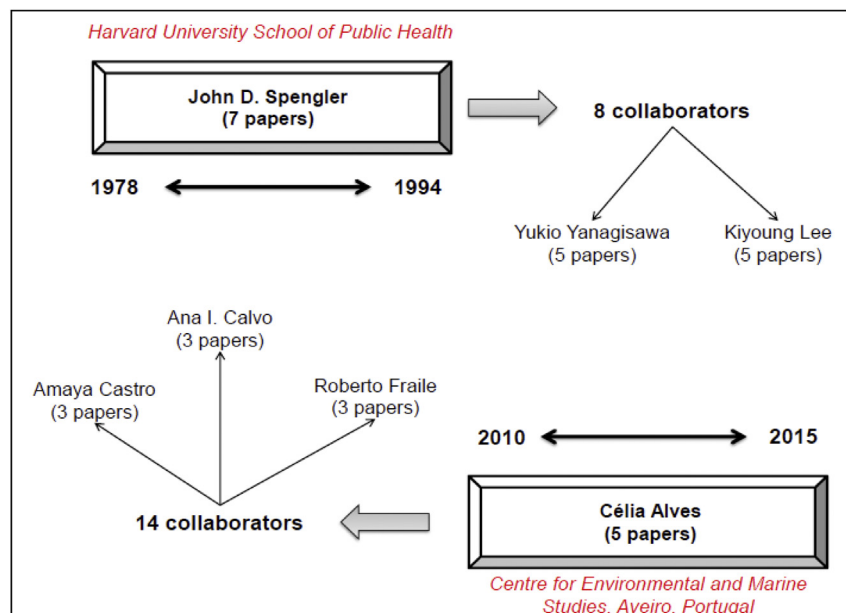 Harvard University School of Public Health
John D. Spengler
(7 papers)
8 collaborators
1978
1994
Yukio Yanagisawa
(5 papers)
Kiyoung Lee
(5 papers)
Ana I. Calvo
(3 papers)
Amaya Castro
(3 papers)
Roberto Fraile
(3 papers)
2010
2015
14 collaborators
Célia Alves
(5 papers)
Centre for Environmental and Marine
Studies, Aveiro, Portugal